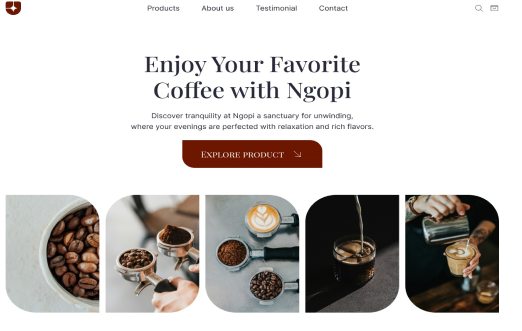 Products
About us
Testimonial
Contact
Enjoy Your Favorite
Coffee with Ngopi
Discover tranquility at Ngopi a sanctuary for unwinding,
where your evenings are perfected with relaxation and rich flavors.
Explore product